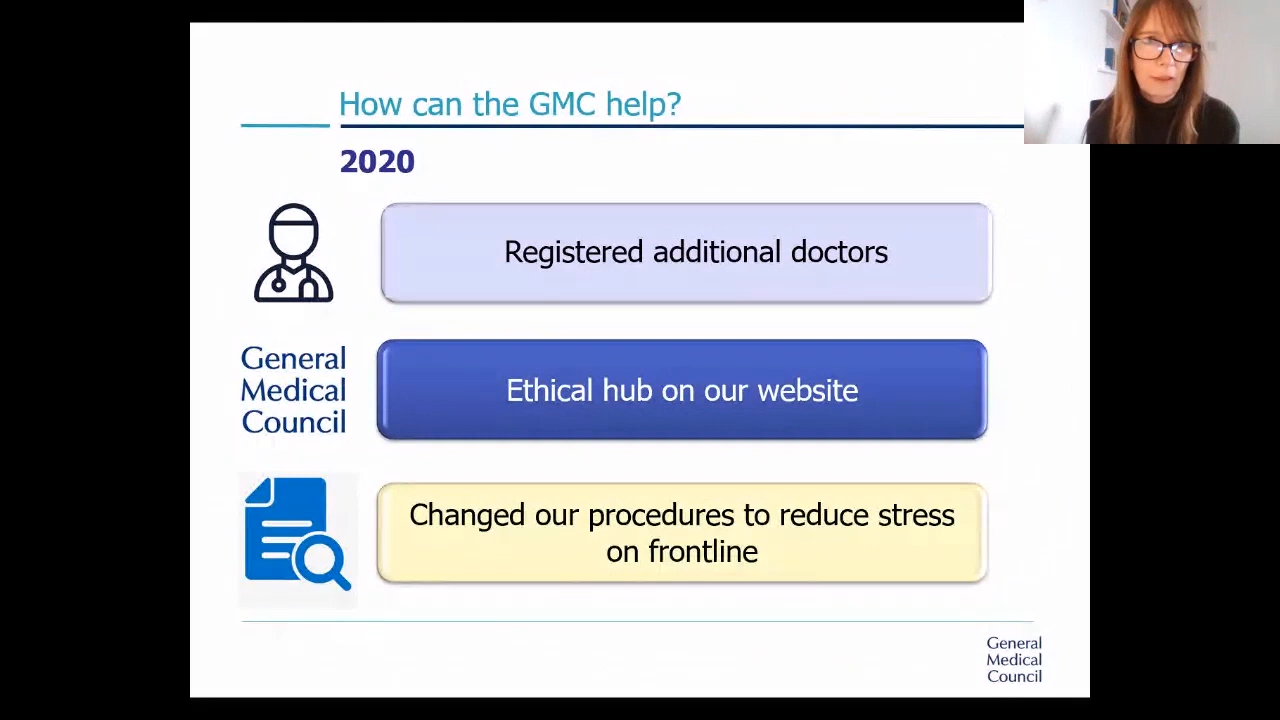 How can the GMC help?
2020
Registered additional doctors
General
Medical
Council
Ethical hub on our website
Changed our procedures to reduce stress
on frontline
General
Medical
Council